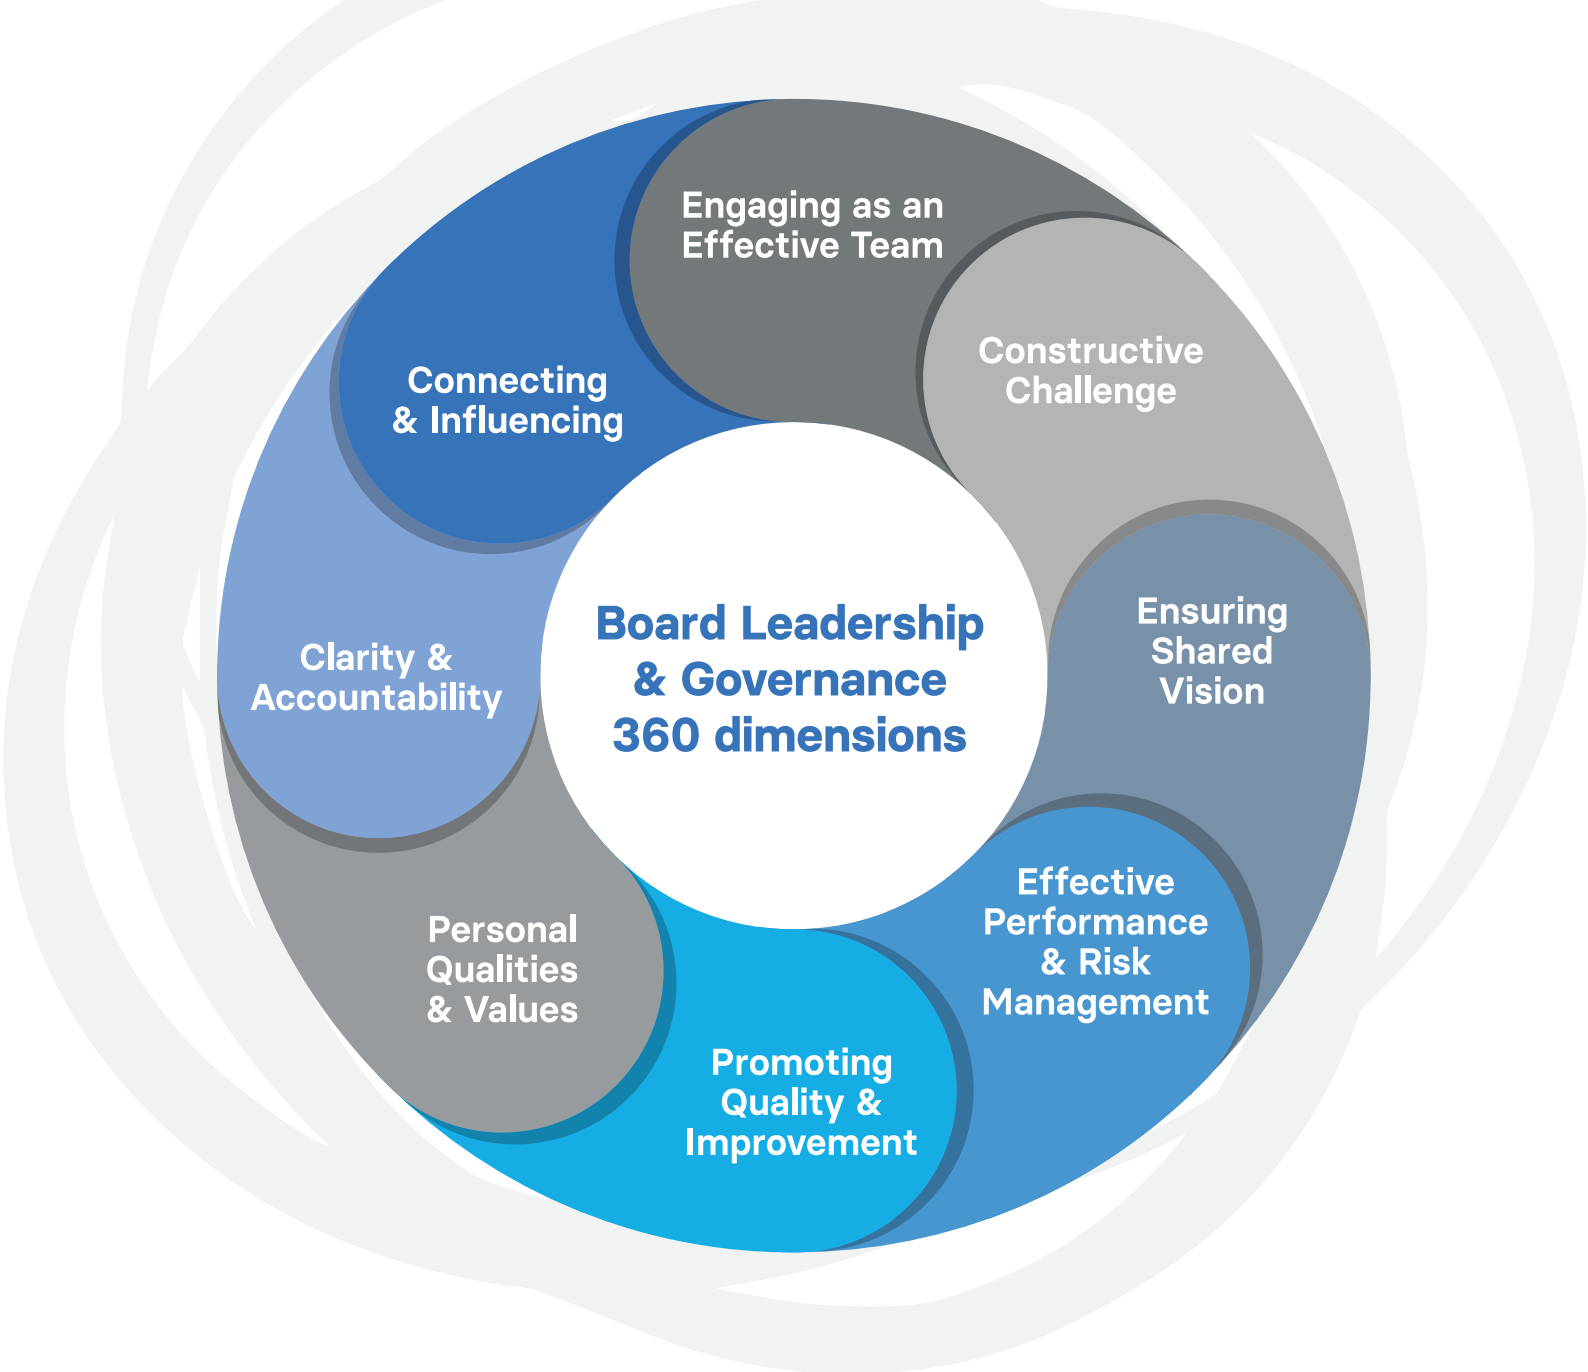 Engaging as an
Effective Team
Constructive
Challenge
Connecting
& Influencing
Ensuring
Shared
Vision
Board Leadership
& Governance
360 dimensions
Clarity &
Accountability
Effective
Performance
& Risk
Management
Personal
Qualities
& Values
Promoting
Quality &
Improvement